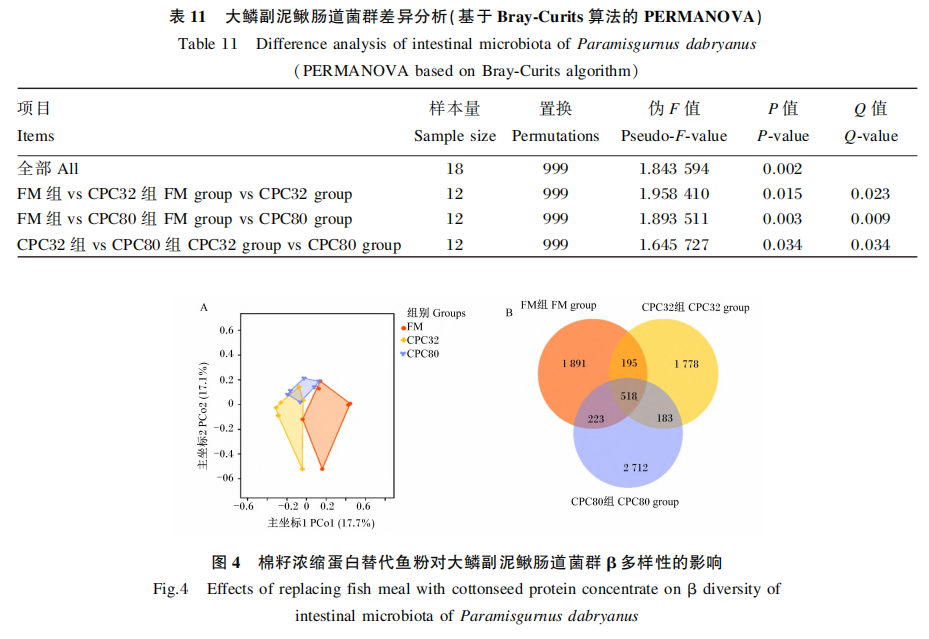 表 11 大鳞副泥鳅肠道菌群差异分析(基于 Bray-Curits 算法的 PERMANOVA)
Table 11 Difference analysis of intestinal microbiota of Paramisgurnus dabryanus
(PERMANOVA based on Bray-Curits algorithm)
项目 样本量 置换 伪 F 值 P 值 Q 值
Items Sample size Permutations Pseudo-F-value P-value Q-value
全部 All 18 999 1.843 594 0.002
FM 组 vs CPC32 组 FM group vs CPC32 group 12 999 1.958 410 0.015 0.023
FM 组 vs CPC80 组 FM group vs CPC80 group 12 999 1.893 511 0.003 0.009
CPC32 组 vs CPC80 组 CPC32 group vs CPC80 group 12 999 1.645 727 0.034 0.034
A
组别 Groups
FM
CPC32
CPC80
0.6
0.4
0.2
0
−0.2
−0.4
−06
主坐标2 PCo2 (17.1%)
−0.6 −0.2 0 0.2 0.6
主坐标1 PCo1 (17.7%)
B
FM组 FM group
CPC32组 CPC32 group
1 891
195
1 778
518
223
183
2 712
CPC80组 CPC80 group
图 4 棉籽浓缩蛋白替代鱼粉对大鳞副泥鳅肠道菌群 β 多样性的影响
Fig.4 Effects of replacing fish meal with cottonseed protein concentrate on β diversity of
intestinal microbiota of Paramisgurnus dabryanus